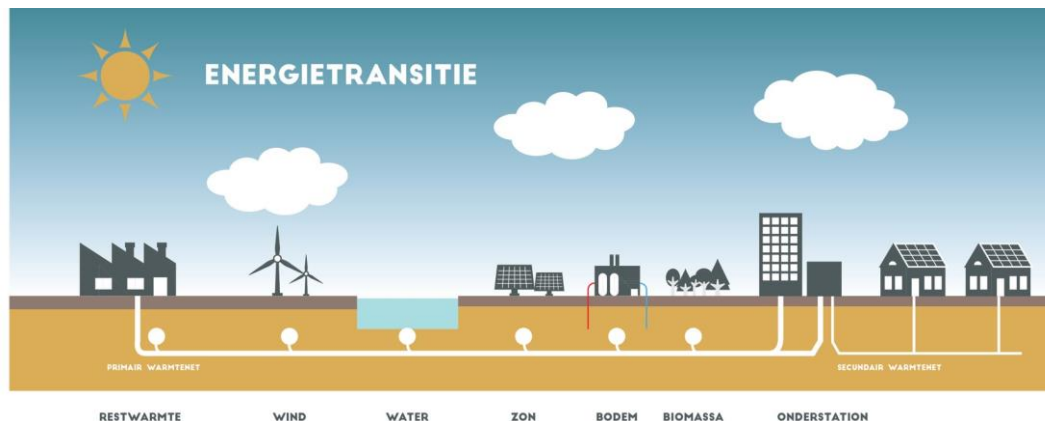 ENERGIETRANSITIE
PRIMAIR WARMTENET
SECUNDAIR WARMTENET
RESTWARMTE
WIND
WATER
ZON
BODEM
BIOMASSA
ONDERSTATION